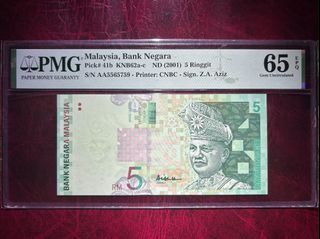 PMG
PAPER MONEY GUARANTY
Malaysia, Bank Negara
Pick# 41b KNB62a-c ND (2001) 5 Ringgit
S/N AA5565759 - Printer: CNBC - Sign. Z.A. Aziz
65 EPQ
Gem Uncirculated
BANK NEGARA MALAYSIA
5
RM 5